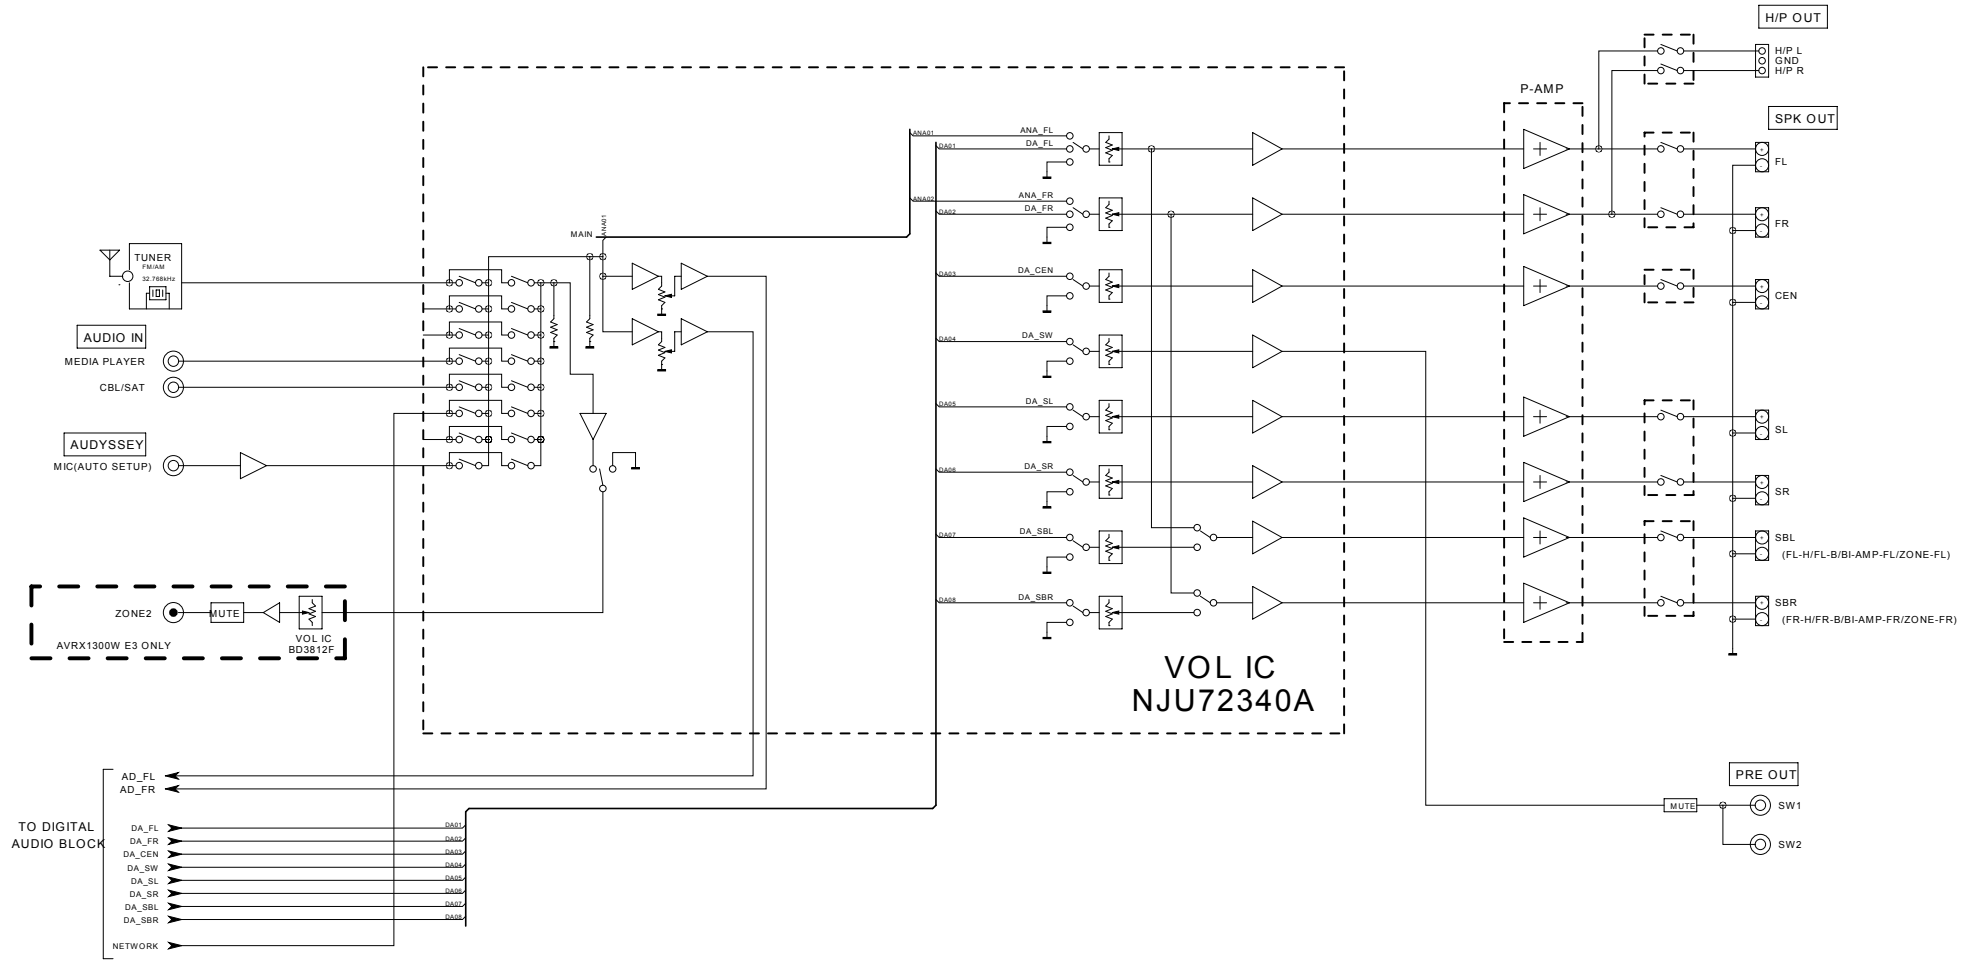 H/P OUT
H/P L
GND
H/P R
P-AMP
SPK OUT
ANA01
ANA_FL
DA01
DA_FL
+
+
-
FL
ANA02
ANA_FR
DA02
DA_FR
+
+
-
FR
MAIN
ANA01
TUNER
FM/AM
32.768kHz
DA03
DA_CEN
+
+
-
CEN
AUDIO IN
MEDIA PLAYER
CBL/SAT
DA04
DA_SW
DA05
DA_SL
+
+
-
SL
AUDYSSEY
MIC(AUTO SETUP)
DA06
DA_SR
+
+
-
SR
DA07
DA_SBL
+
+
-
SBL
(FL-H/FL-B/BI-AMP-FL/ZONE-FL)
DA08
DA_SBR
+
+
-
SBR
(FR-H/FR-B/BI-AMP-FR/ZONE-FR)
ZONE2
MUTE
VOL IC
BD3812F
AVRX1300W E3 ONLY
VOL IC
NJU72340A
AD_FL
AD_FR
PRE OUT
MUTE
SW1
SW2
TO DIGITAL
AUDIO BLOCK
DA_FL
DA01
DA_FR
DA02
DA_CEN
DA03
DA_SW
DA04
DA_SL
DA05
DA_SR
DA06
DA_SBL
DA07
DA_SBR
DA08
NETWORK